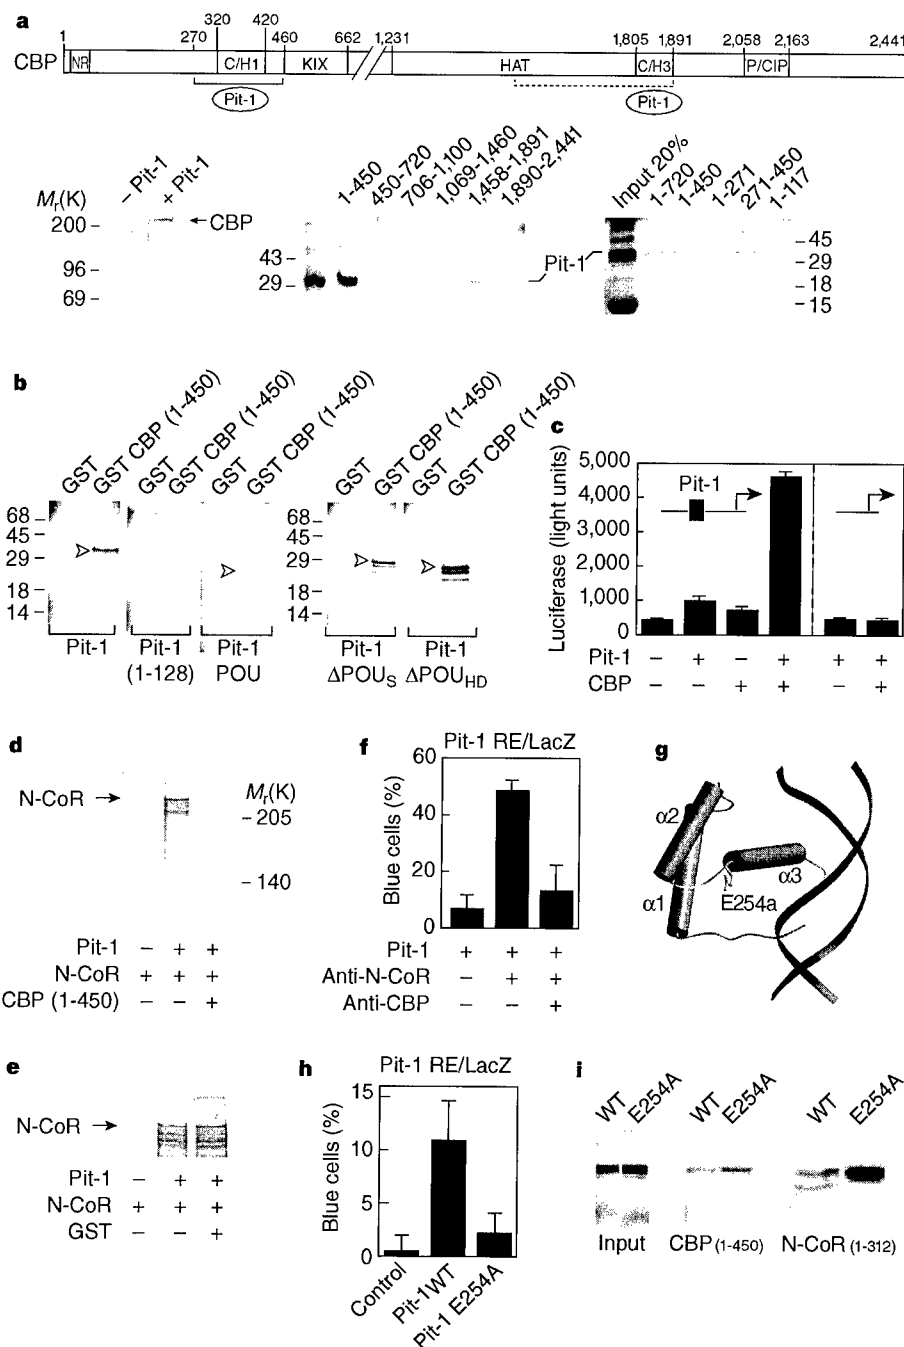 a
320 420
1 270 460 662 1,231 1,805 1,891 2,058 2,163 2,441
CBP NR C/H1 KIX HAT C/H3 P/CIP
Pit-1 Pit-1
– Pit-1
+ Pit-1
Mr(K)
200 –
96 –
69 –
←CBP
1-450
450-720
706-1,100
1,069-1,460
1,458-1,891
1,890-2,441
43 –
29 –
Pit-1
Input 20%
1-720
1-450
1-271
271-450
1-117
– 45
– 29
– 18
– 15
b
GST
GST CBP (1-450)
GST
GST CBP (1-450)
GST
GST CBP (1-450)
GST
GST CBP (1-450)
GST
GST CBP (1-450)
68 –
45 –
29 –
18 –
14 –
68 –
45 –
29 –
18 –
14 –
Pit-1
Pit-1
(1-128)
Pit-1
POU
Pit-1
ΔPOUS
Pit-1
ΔPOUHD
c
Luciferase (light units)
5,000
4,000
3,000
2,000
1,000
0
Pit-1
Pit-1 – + – + + +
CBP – – + + – +
d
N-CoR →
Mr(K)
– 205
– 140
Pit-1 – + +
N-CoR + + +
CBP (1-450) – – +
f
Pit-1 RE/LacZ
Blue cells (%)
60
40
20
0
Pit-1 + + +
Anti-N-CoR – + +
Anti-CBP – – +
g
α2
α1
α3
E254a
e
N-CoR →
Pit-1 – + +
N-CoR + + +
GST – – +
h
Pit-1 RE/LacZ
Blue cells (%)
15
10
5
0
Control
Pit-1WT
Pit-1 E254A
i
WT
E254A
WT
E254A
WT
E254A
Input
CBP (1-450)
N-CoR (1-312)